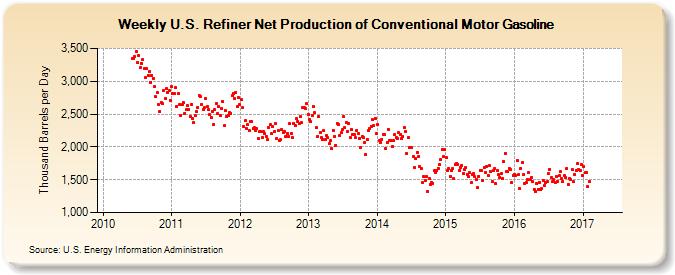 Weekly U.S. Refiner Net Production of Conventional Motor Gasoline
Thousand Barrels per Day
3,500
3,000
2,500
2,000
1,500
1,000
2010 2011 2012 2013 2014 2015 2016 2017
Source: U.S. Energy Information Administration